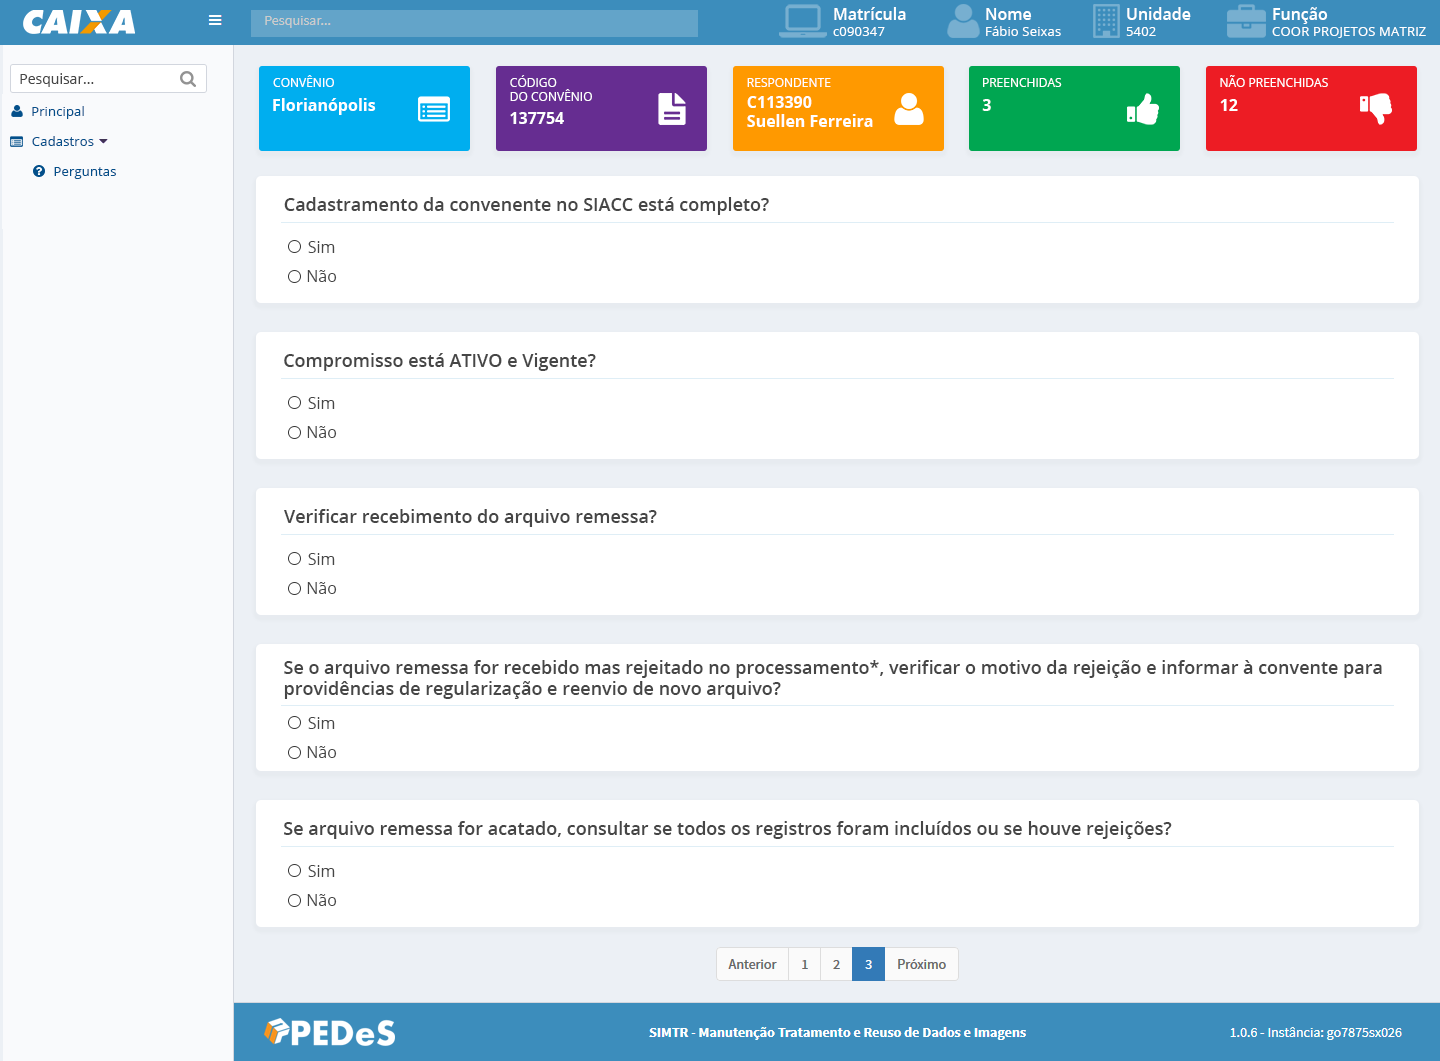 CAIXA
Pesquisar...
Matrícula
c090347
Nome
Fábio Seixas
Unidade
5402
Função
COOR PROJETOS MATRIZ
Pesquisar...
Principal
Cadastros
Perguntas
CONVÊNIO
Florianópolis
CÓDIGO
DO CONVÊNIO
137754
RESPONDENTE
C113390
Suellen Ferreira
PREENCHIDAS
3
NÃO PREENCHIDAS
12
Cadastramento da convenente no SIACC está completo?
Sim
Não
Compromisso está ATIVO e Vigente?
Sim
Não
Verificar recebimento do arquivo remessa?
Sim
Não
Se o arquivo remessa for recebido mas rejeitado no processamento*, verificar o motivo da rejeição e informar à convente para
providências de regularização e reenvio de novo arquivo?
Sim
Não
Se arquivo remessa for acatado, consultar se todos os registros foram incluídos ou se houve rejeições?
Sim
Não
Anterior 1 2 3 Próximo
PEDeS
SIMTR - Manutenção Tratamento e Reuso de Dados e Imagens
1.0.6 - Instância: go7875sx026